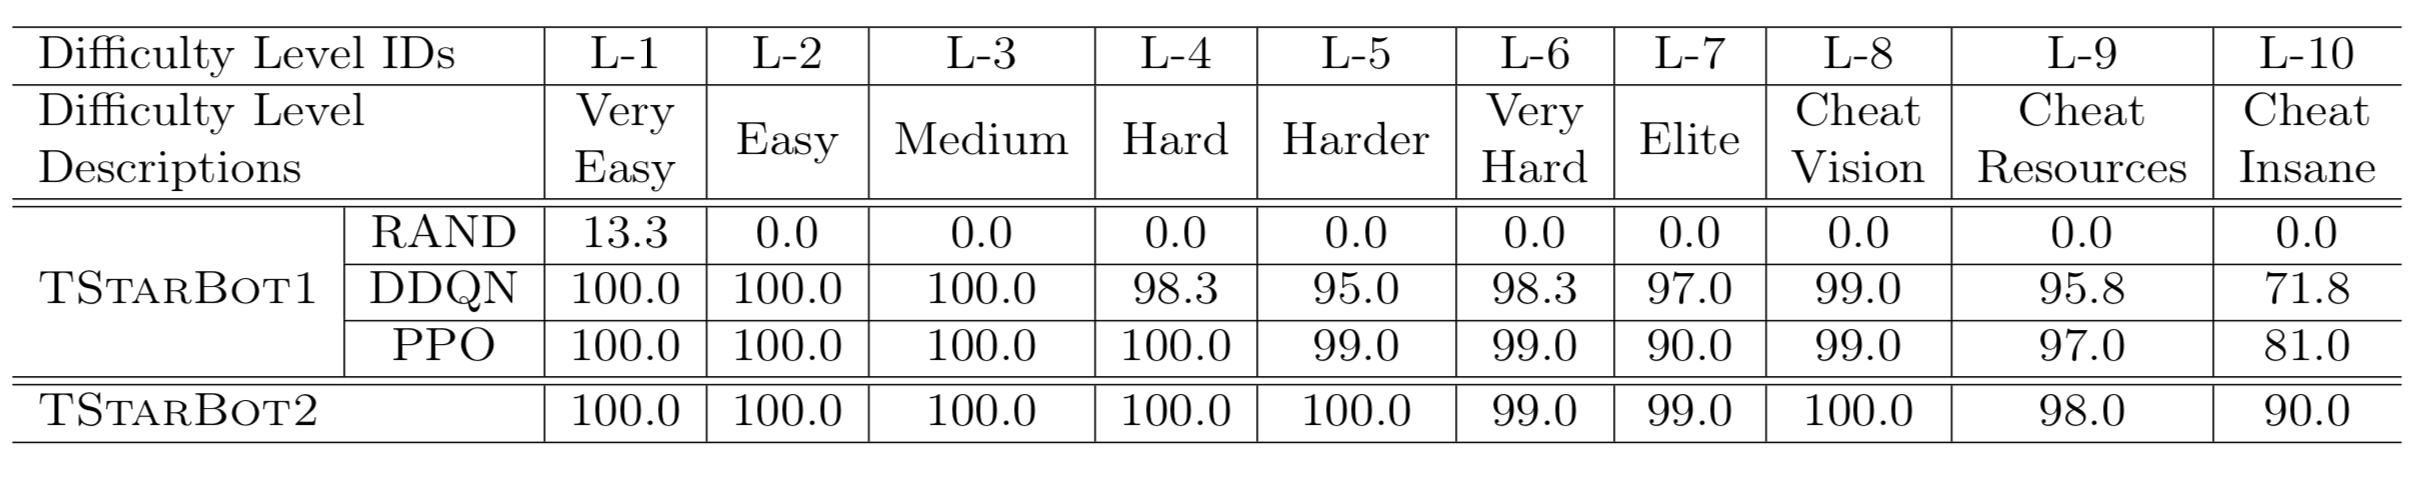 Difficulty Level IDs L-1 L-2 L-3 L-4 L-5 L-6 L-7 L-8 L-9 L-10
Difficulty Level Descriptions Very Easy Easy Medium Hard Harder Very Hard Elite Cheat Vision Cheat Resources Cheat Insane
TStarBot1 RAND 13.3 0.0 0.0 0.0 0.0 0.0 0.0 0.0 0.0 0.0
DDQN 100.0 100.0 100.0 98.3 95.0 98.3 97.0 99.0 95.8 71.8
PPO 100.0 100.0 100.0 100.0 99.0 99.0 90.0 99.0 97.0 81.0
TStarBot2 100.0 100.0 100.0 100.0 100.0 99.0 99.0 100.0 98.0 90.0